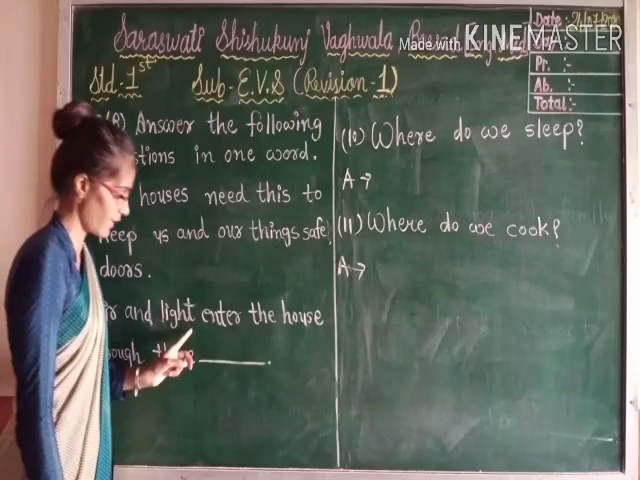 Saraswati Shishukunj Vaghwala
Made with KINEMASTER
Date:-
Pr. :-
Ab. :-
Total:-
Std:1st Sub-E.V.S (Revision-1)
Answer the following
in one word.
houses need this to
keep us and our things safe.
doors.
and light enter the house
(10) Where do we sleep?
A→
(11) Where do we cook?
A→